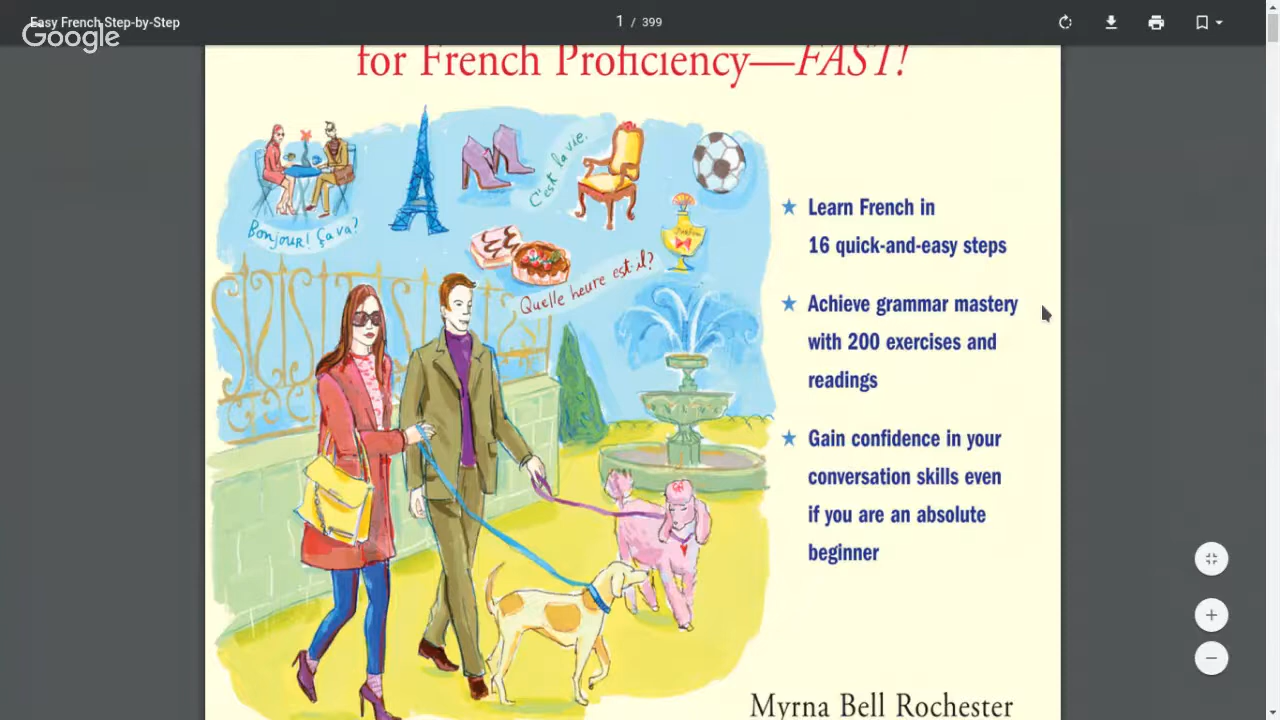 Easy French Step-by-Step
1 / 399
Google
for French Proficiency—FAST!
Bonjour! Ça va?
C'est la vie.
Quelle heure est-il?
★ Learn French in
16 quick-and-easy steps
★ Achieve grammar mastery
with 200 exercises and
readings
★ Gain confidence in your
conversation skills even
if you are an absolute
beginner
Myrna Bell Rochester